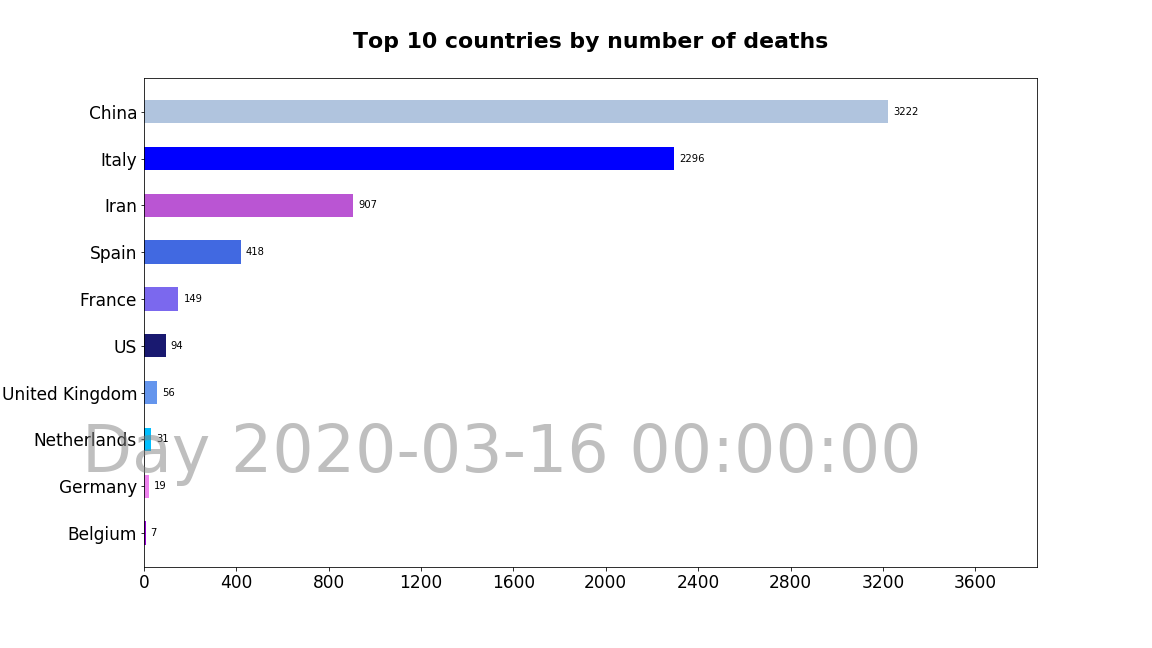 Top 10 countries by number of deaths
China 3222
Italy 2296
Iran 907
Spain 418
France 149
US 94
United Kingdom 56
Netherlands 31
Day 2020-03-16 00:00:00
Germany 19
Belgium 7
0 400 800 1200 1600 2000 2400 2800 3200 3600